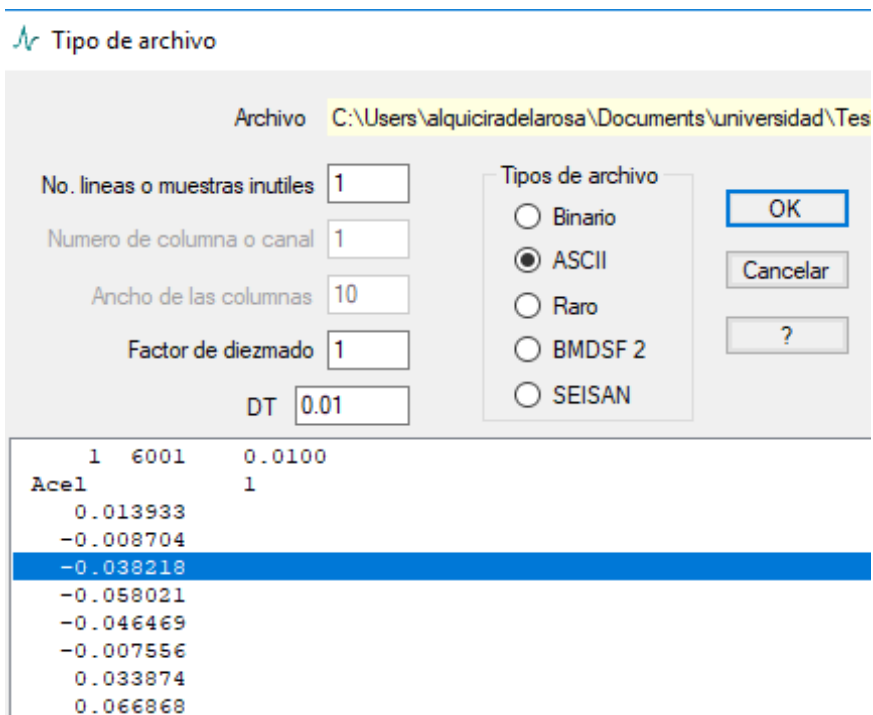 Tipo de archivo
Archivo C:\Users\alquiciradelarosa\Documents\universidad\Tes
No. lineas o muestras inutiles 1
Numero de columna o canal 1
Ancho de las columnas 10
Factor de diezmado 1
DT 0.01
Tipos de archivo
Binario
ASCII
Raro
BMDSF 2
SEISAN
OK
Cancelar
?
1 6001 0.0100
Acel 1
0.013933
-0.008704
-0.038218
-0.058021
-0.046469
-0.007556
0.033874
0.066868